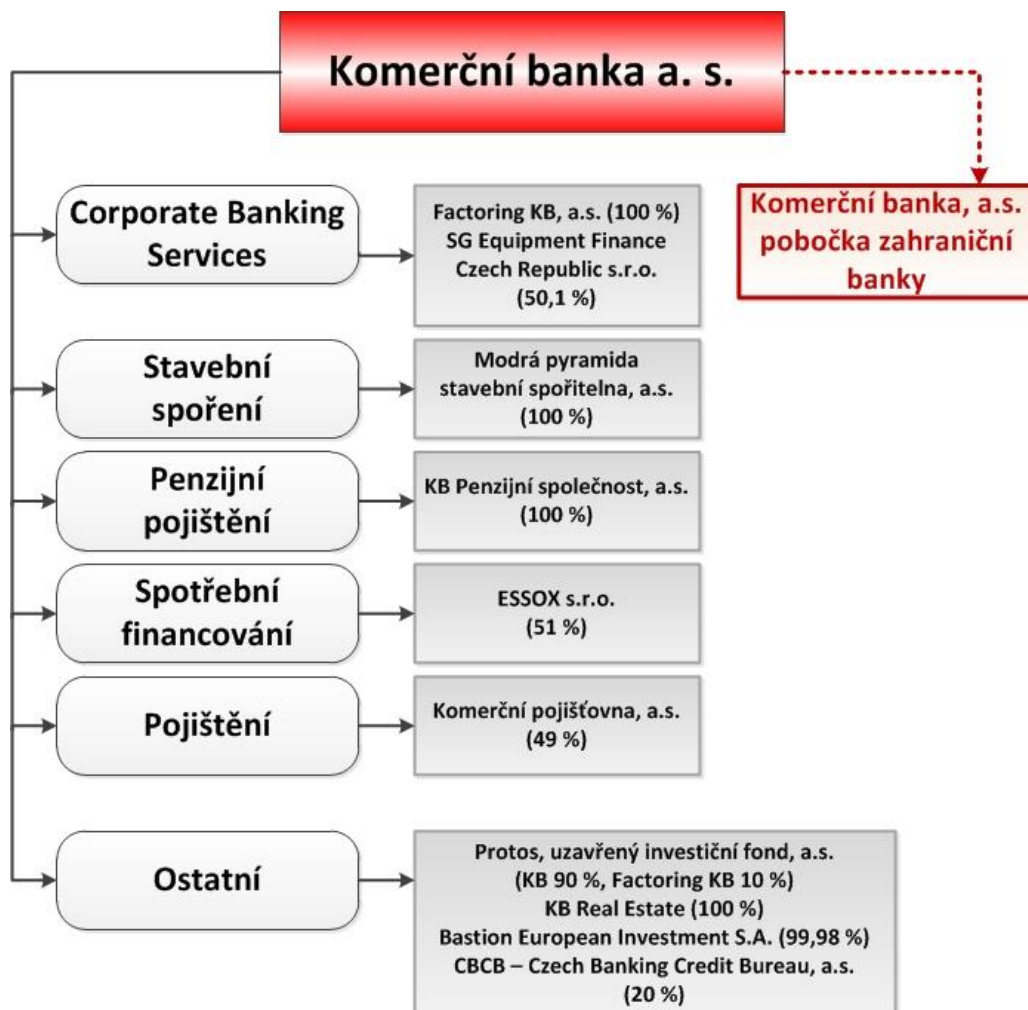 Komerční banka a. s.
Komerční banka, a.s.
pobočka zahraniční
banky
Corporate Banking
Services
Factoring KB, a.s. (100 %)
SG Equipment Finance
Czech Republic s.r.o.
(50,1 %)
Stavební
spoření
Modrá pyramida
stavební spořitelna, a.s.
(100 %)
Penzijní
pojištění
KB Penzijní společnost, a.s.
(100 %)
Spotřební
financování
ESSOX s.r.o.
(51 %)
Pojištění
Komerční pojišťovna, a.s.
(49 %)
Ostatní
Protos, uzavřený investiční fond, a.s.
(KB 90 %, Factoring KB 10 %)
KB Real Estate (100 %)
Bastion European Investment S.A. (99,98 %)
CBCB – Czech Banking Credit Bureau, a.s.
(20 %)